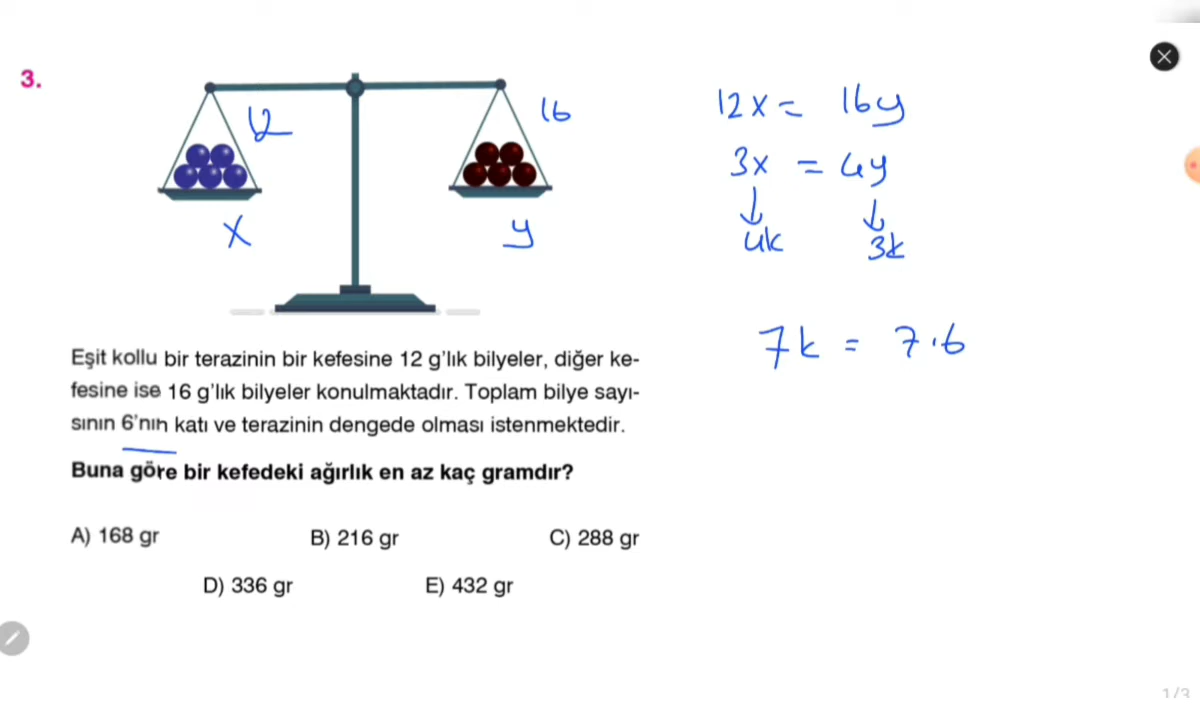 3.
12
16
x
y
12x = 16y
3x = 4y
4k
3k
7k = 7.6
Eşit kollu bir terazinin bir kefesine 12 g'lık bilyeler, diğer ke-
fesine ise 16 g'lık bilyeler konulmaktadır. Toplam bilye sayı-
sının 6'nın katı ve terazinin dengede olması istenmektedir.
Buna göre bir kefedeki ağırlık en az kaç gramdır?
A) 168 gr B) 216 gr C) 288 gr
D) 336 gr E) 432 gr
1/3